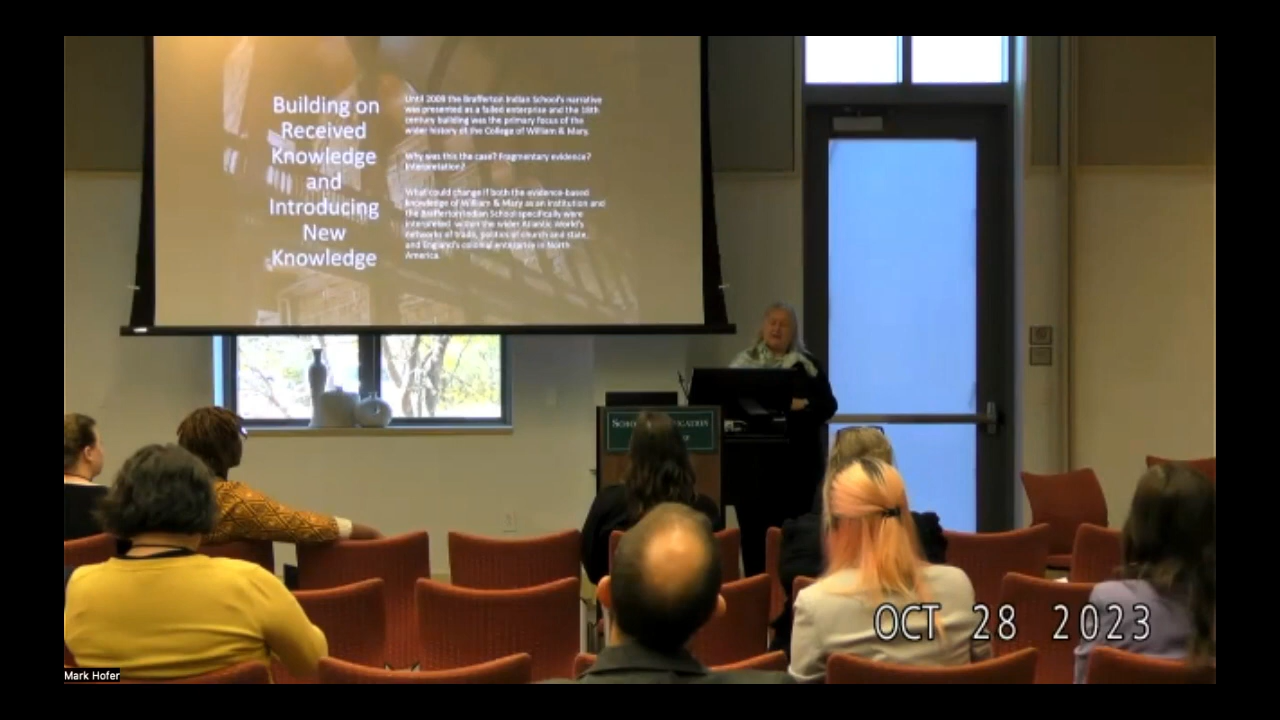 Building on
Received
Knowledge
and
Introducing
New
Knowledge
Until 2009 the Brafferton Indian School's narrative
was presented as a failed enterprise and the 18th
century building was the primary focus of the
wider history of the College of William & Mary.
Why was this the case? Fragmentary evidence?
Interpretation?
What could change if both the evidence-based
knowledge of William & Mary as an institution and
the Brafferton Indian School specifically were
interpreted within the wider Atlantic World's
networks of trade, politics of church and state,
and England's colonial enterprise in North
America.
OCT 28 2023
Mark Hofer